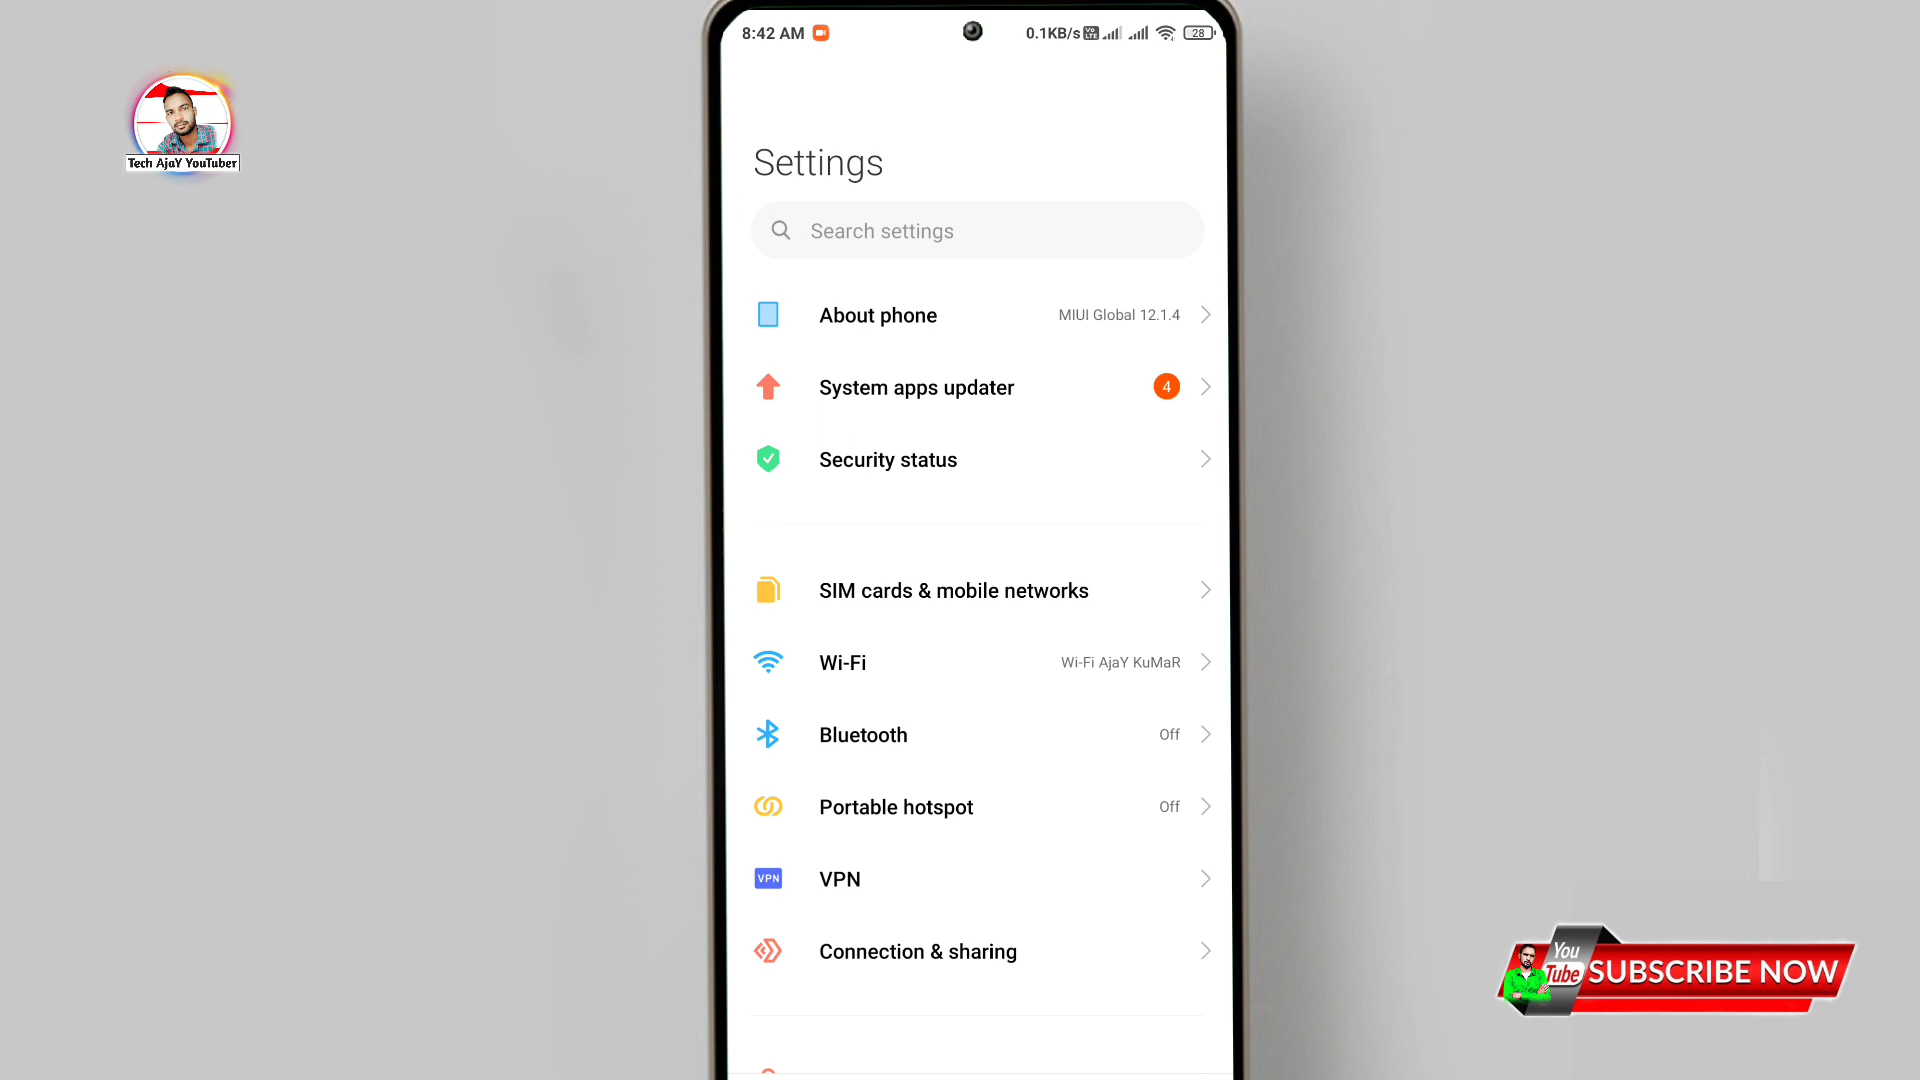 8:42 AM
0.1KB/s
Vo
LTE
28
Tech AjaY YouTuber
Settings
Search settings
About phone
MIUI Global 12.1.4
System apps updater
4
Security status
SIM cards & mobile networks
Wi-Fi
Wi-Fi AjaY KuMaR
Bluetooth
Off
Portable hotspot
Off
VPN
VPN
Connection & sharing
You
Tube
SUBSCRIBE NOW